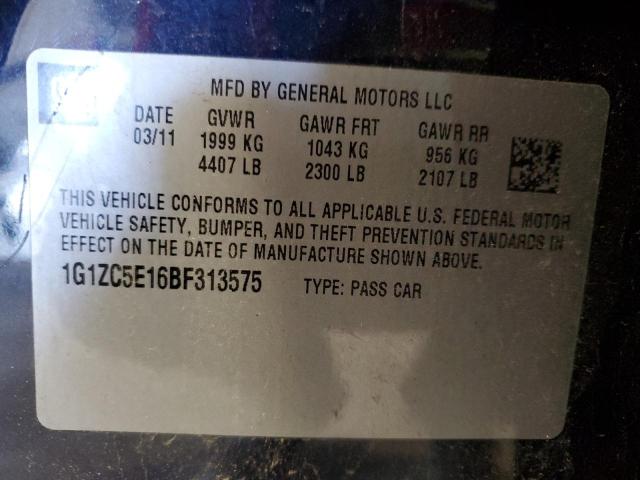 MFD BY GENERAL MOTORS LLC
DATE GVWR GAWR FRT GAWR RR
03/11 1999 KG 1043 KG 956 KG
4407 LB 2300 LB 2107 LB
THIS VEHICLE CONFORMS TO ALL APPLICABLE U.S. FEDERAL MOTOR
VEHICLE SAFETY, BUMPER, AND THEFT PREVENTION STANDARDS IN
EFFECT ON THE DATE OF MANUFACTURE SHOWN ABOVE.
1G1ZC5E16BF313575 TYPE: PASS CAR